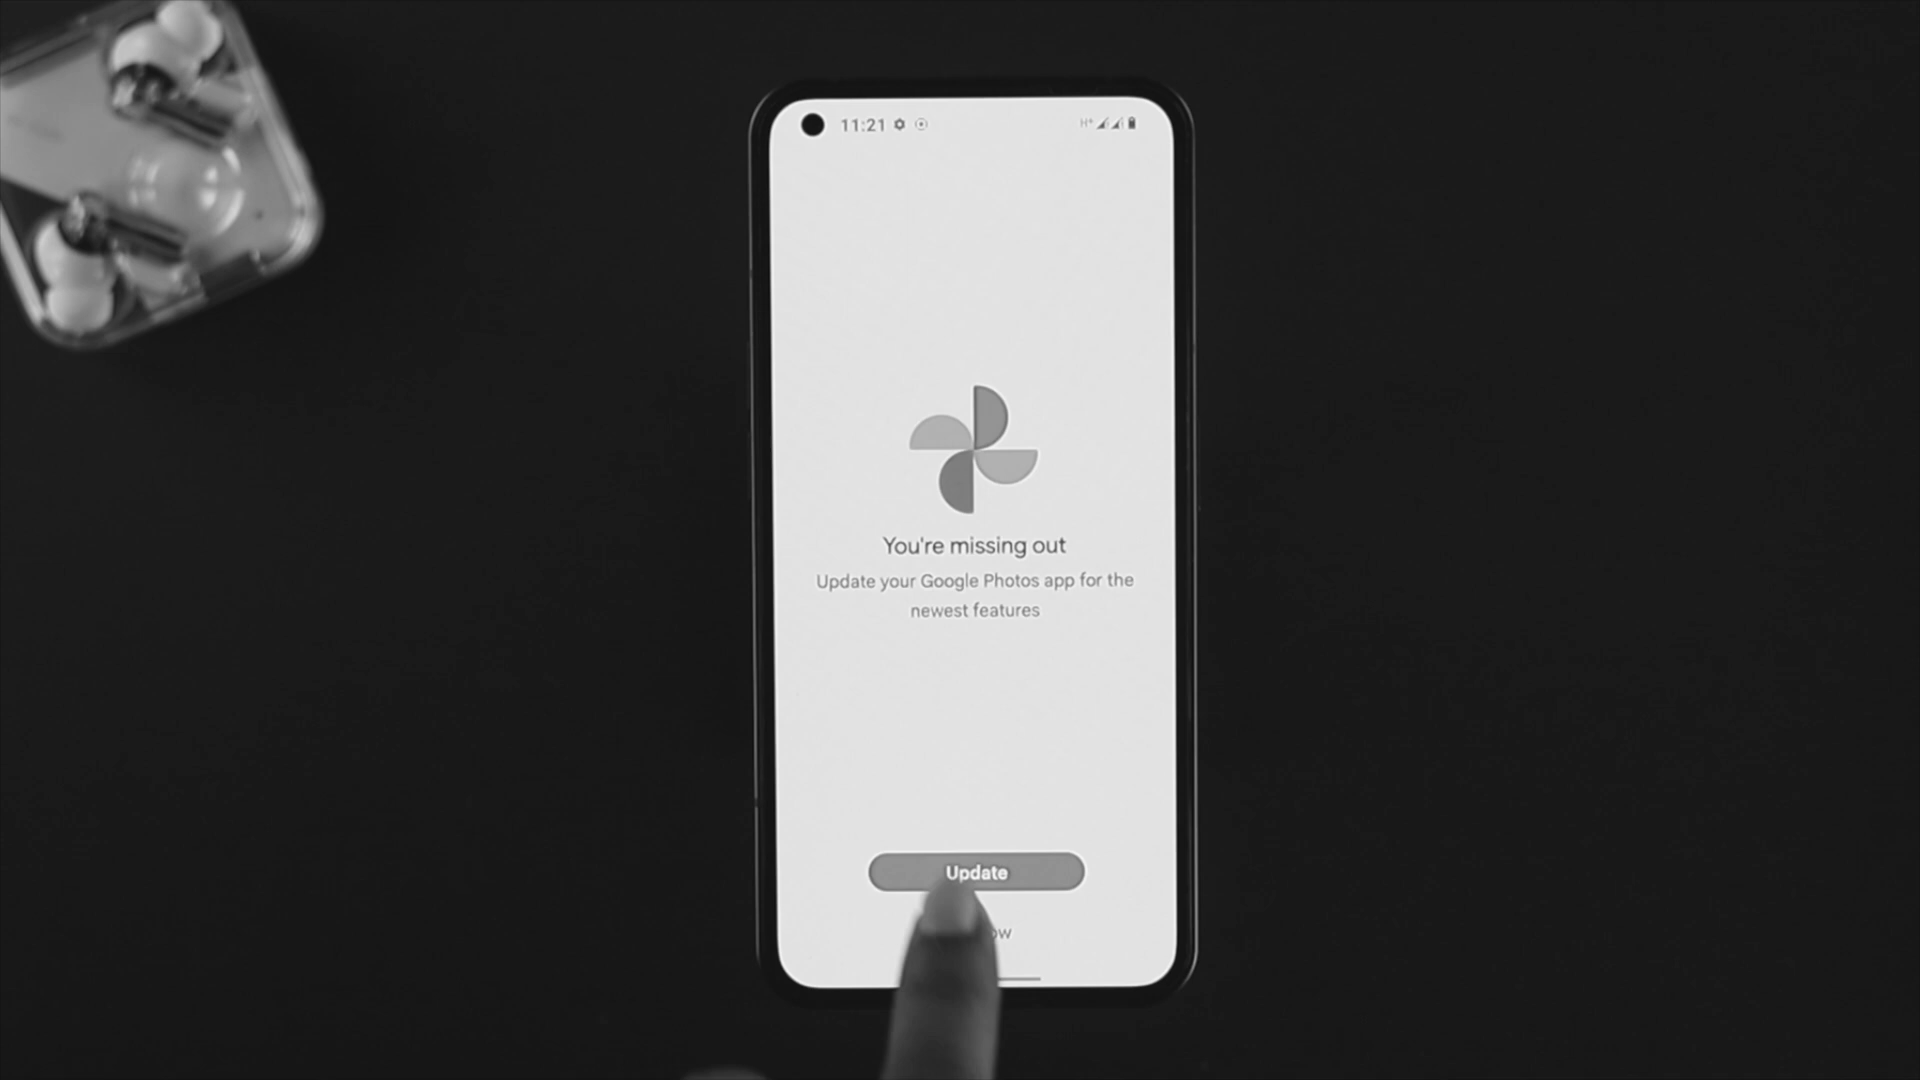 11:21
H+
You're missing out
Update your Google Photos app for the
newest features
Update